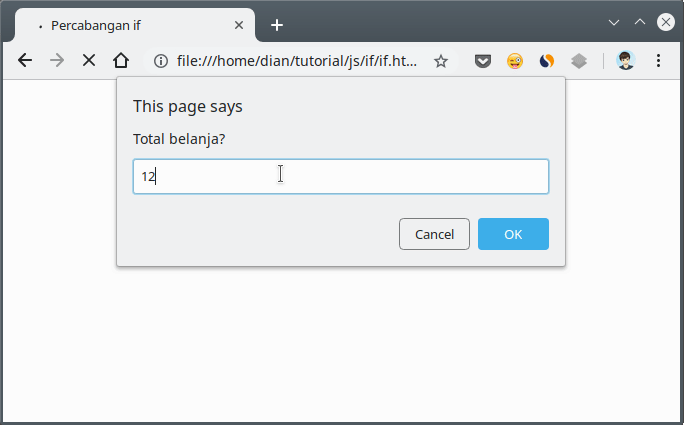 Percabangan if
file:///home/dian/tutorial/js/if/if.ht...
This page says
Total belanja?
12
Cancel
OK